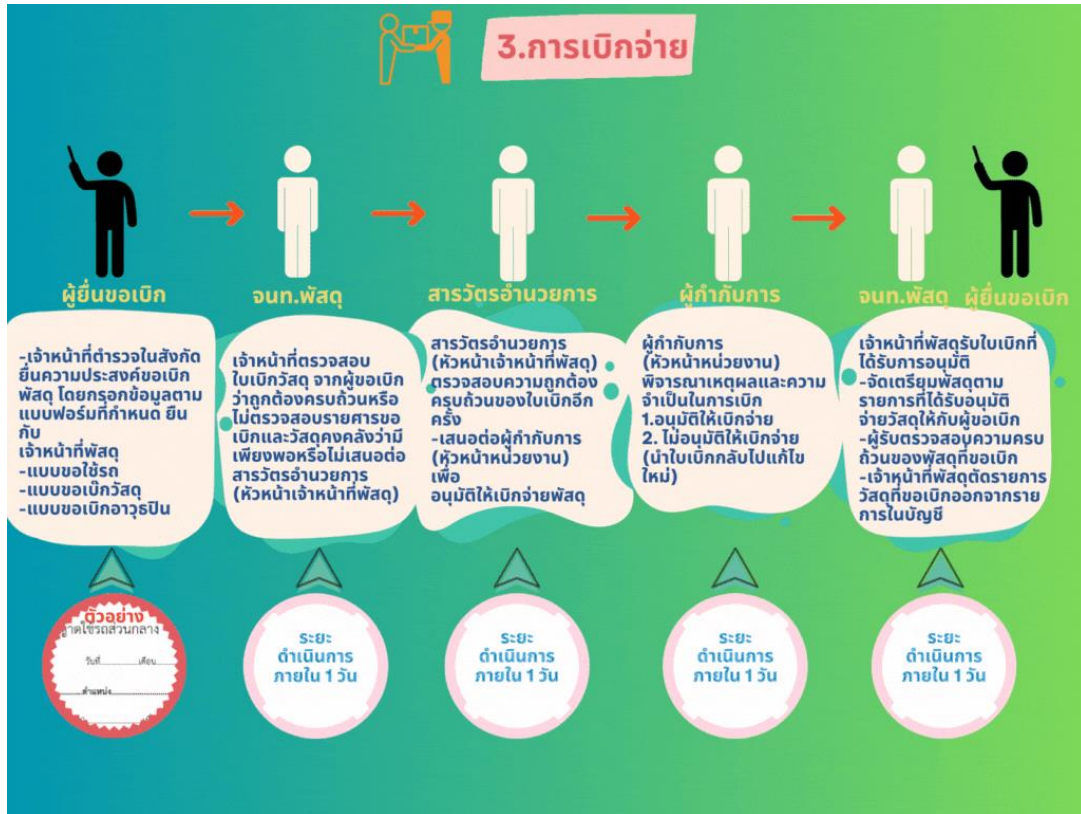 3.การเบิกจ่าย
ผู้ยื่นขอเบิก
จนท.พัสดุ
สารวัตรอำนวยการ
ผู้กำกับการ
จนท.พัสดุ ผู้ยื่นขอเบิก
-เจ้าหน้าที่ตำรวจในสังกัด
ยื่นความประสงค์ขอเบิก
พัสดุ โดยกรอกข้อมูลตาม
แบบฟอร์มที่กำหนด ยืน
กับ
เจ้าหน้าที่พัสดุ
-แบบขอใช้รถ
-แบบขอเบ๊กวัสดุ
-แบบขอเบิกอาวุธปืน
เจ้าหน้าที่ตรวจสอบ
ใบเบิกวัสดุ จากผู้ขอเบิก
ว่าถูกต้องครบถ้วนหรือ
ไม่ตรวจสอบรายศารขอ
เบิกและวัสดุคงคลังว่ามี
เพียงพอหรือไม่เสนอต่อ
สารวัตรอำนวยการ
(หัวหน้าเจ้าหน้าที่พัสดุ)
สารวัตรอำนวยการ
(หัวหน้าเจ้าหน้าที่พัสดุ)
ตรวจสอบความถูกต้อง
ครบถ้วนของใบเบิกอีก
ครั้ง
-เสนอต่อผู้กำกับการ
(หัวหน้าหน่วยงาน)
เพื่อ
อนุมัติให้เบิกจ่ายพัสดุ
ผู้กำกับการ
(หัวหน้าหน่วยงาน)
พิจารณาเหตุผลและความ
จำเป็นในการเบิก
1.อนุมัติให้เบิกจ่าย
2. ไม่อนุมัติให้เบิกจ่าย
(นำใบเบิกกลับไปแก้ไข
ใหม่)
เจ้าหน้าที่พัสดุรับใบเบิกที่
ได้รับการอนุมัติ
-จัดเตรียมพัสดุตาม
รายการที่ได้รับอนุมัติ
จ่ายวัสดุให้กับผู้ขอเบิก
-ผู้รับตรวจสอบความครบ
ถ้วนของพัสดุที่ขอเบิก
-เจ้าหน้าที่พัสดุตัดรายการ
วัสดุที่ขอเบิกออกจากราย
การในบัญชี
ตัวอย่าง
าตใช้รถส่วนกลาง
วันที่..............เดือน
ตำแหน่ง
ระยะ
ดำเนินการ
ภายใน 1 วัน
ระยะ
ดำเนินการ
ภายใน 1 วัน
ระยะ
ดำเนินการ
ภายใน 1 วัน
ระยะ
ดำเนินการ
ภายใน 1 วัน